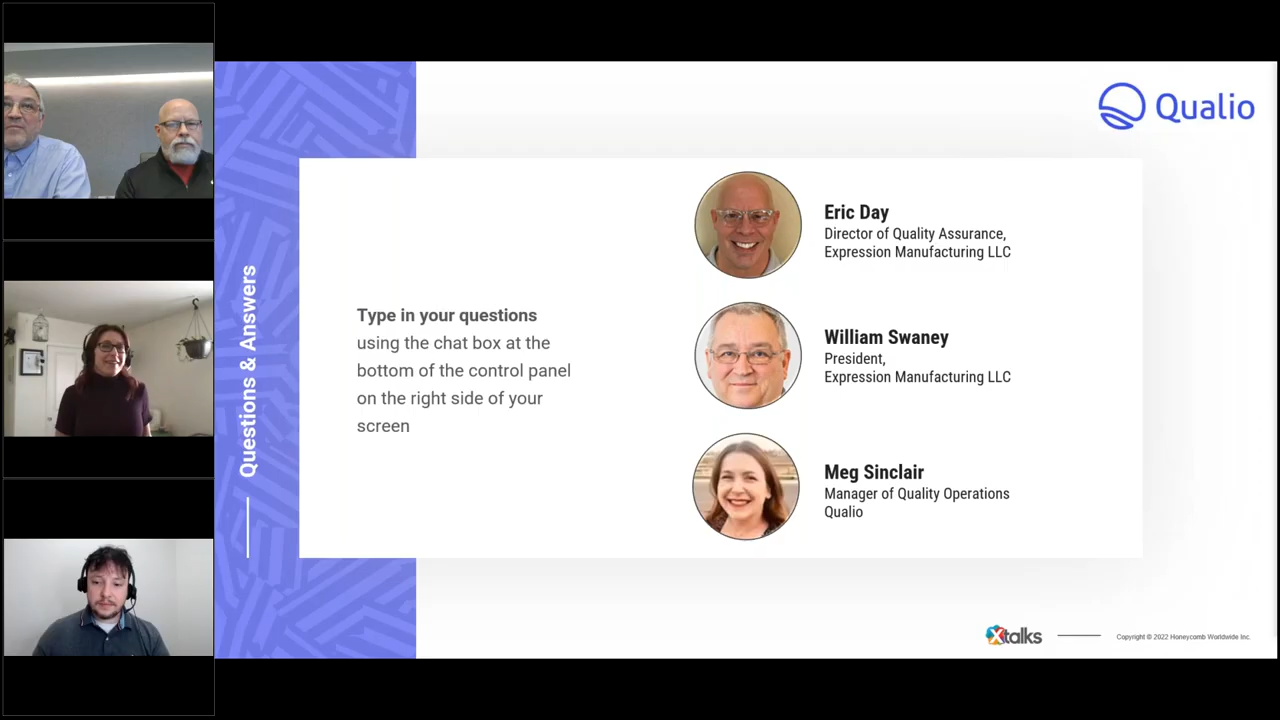 Qualio
Questions & Answers
Type in your questions
using the chat box at the
bottom of the control panel
on the right side of your
screen
Eric Day
Director of Quality Assurance,
Expression Manufacturing LLC
William Swaney
President,
Expression Manufacturing LLC
Meg Sinclair
Manager of Quality Operations
Qualio
Xtalks
Copyright © 2022 Honeycomb Worldwide Inc.